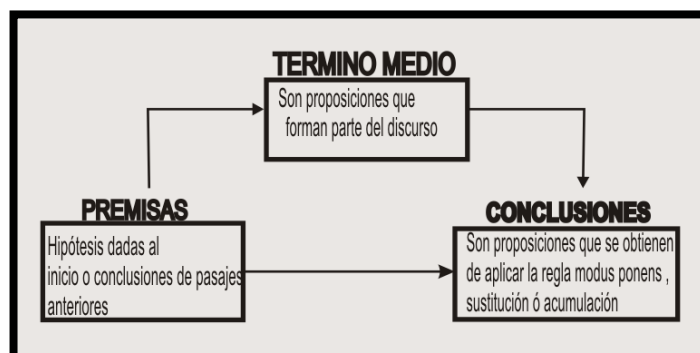 TERMINO MEDIO
Son proposiciones que
forman parte del discurso
PREMISAS
Hipótesis dadas al
inicio o conclusiones de pasajes
anteriores
CONCLUSIONES
Son proposiciones que se obtienen
de aplicar la regla modus ponens ,
sustitución ó acumulación